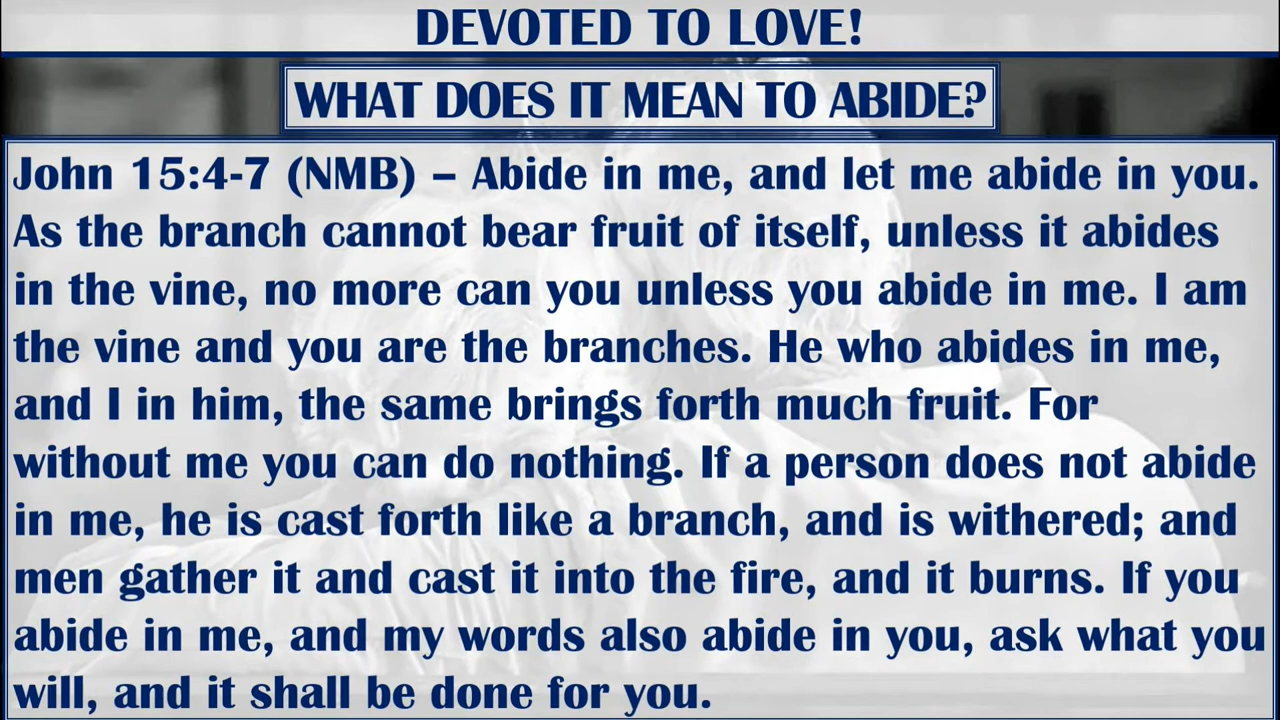 DEVOTED TO LOVE!
WHAT DOES IT MEAN TO ABIDE?
John 15:4-7 (NMB) – Abide in me, and let me abide in you.
As the branch cannot bear fruit of itself, unless it abides
in the vine, no more can you unless you abide in me. I am
the vine and you are the branches. He who abides in me,
and I in him, the same brings forth much fruit. For
without me you can do nothing. If a person does not abide
in me, he is cast forth like a branch, and is withered; and
men gather it and cast it into the fire, and it burns. If you
abide in me, and my words also abide in you, ask what you
will, and it shall be done for you.